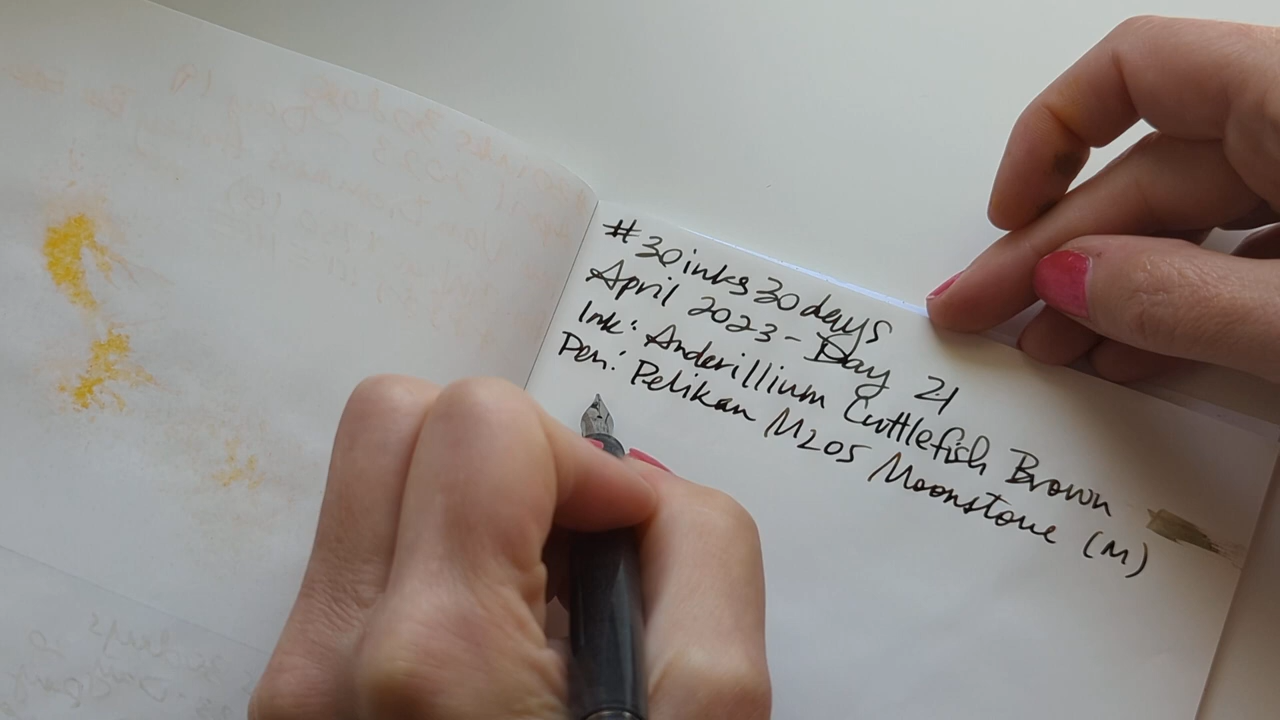 #30inks30days
April 2023 - Day 21
Ink: Anderillium Cuttlefish Brown
Pen: Pelikan M205 Moonstone (M)